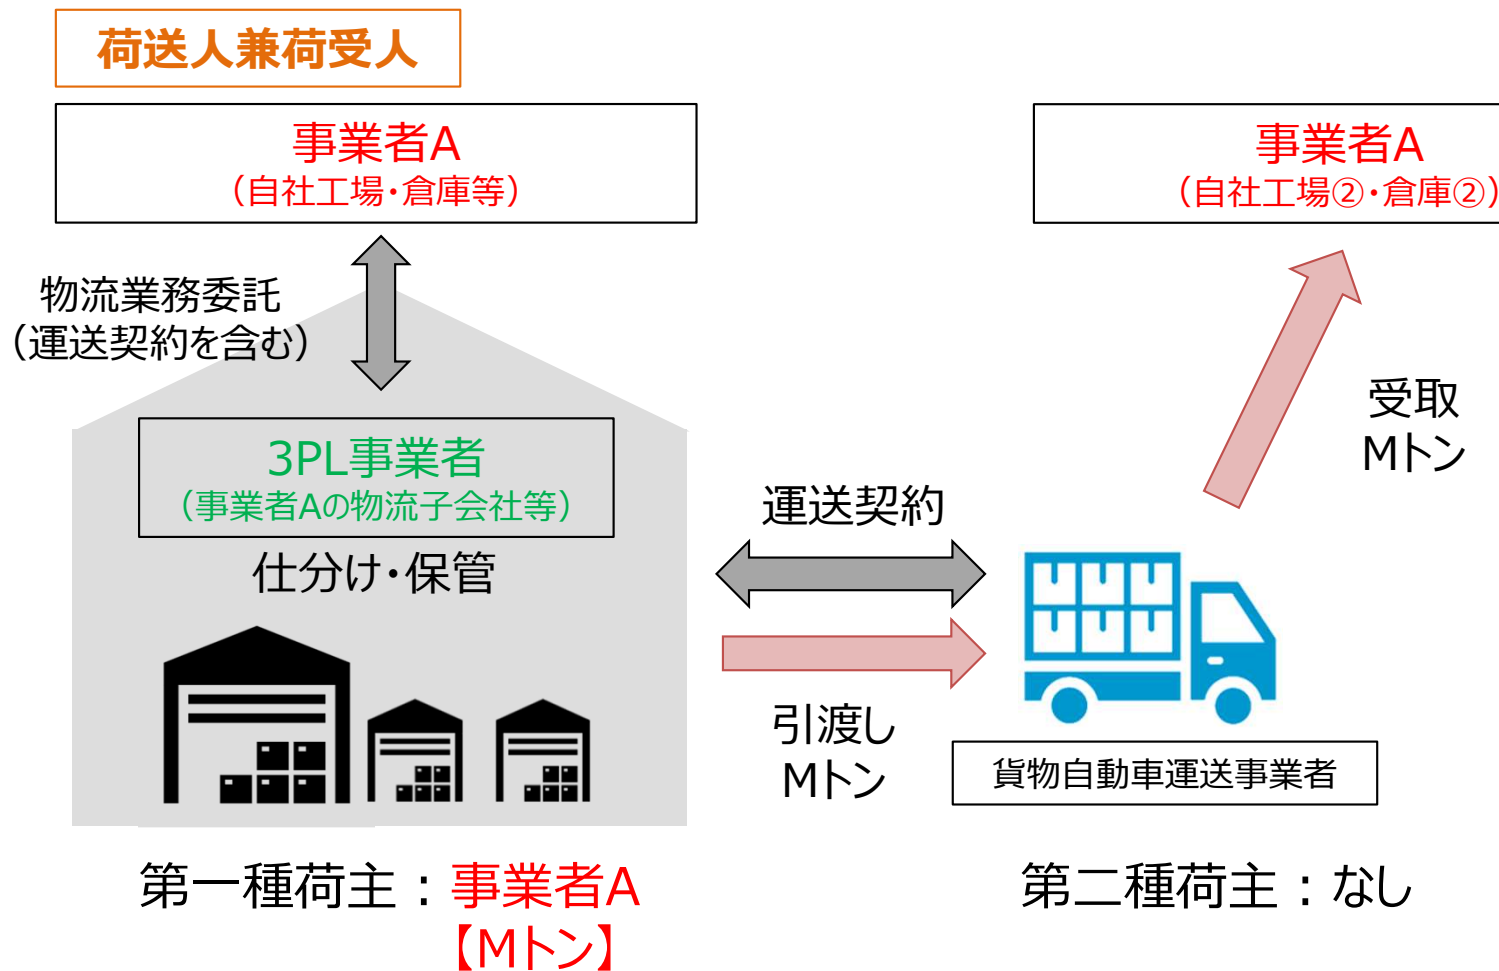 荷送人兼荷受人
事業者A
（自社工場・倉庫等）
事業者A
（自社工場②・倉庫②）
物流業務委託
（運送契約を含む）
3PL事業者
（事業者Aの物流子会社等）
仕分け・保管
運送契約
受取
Mトン
引渡し
Mトン
貨物自動車運送事業者
第一種荷主：事業者A
【Mトン】
第二種荷主：なし